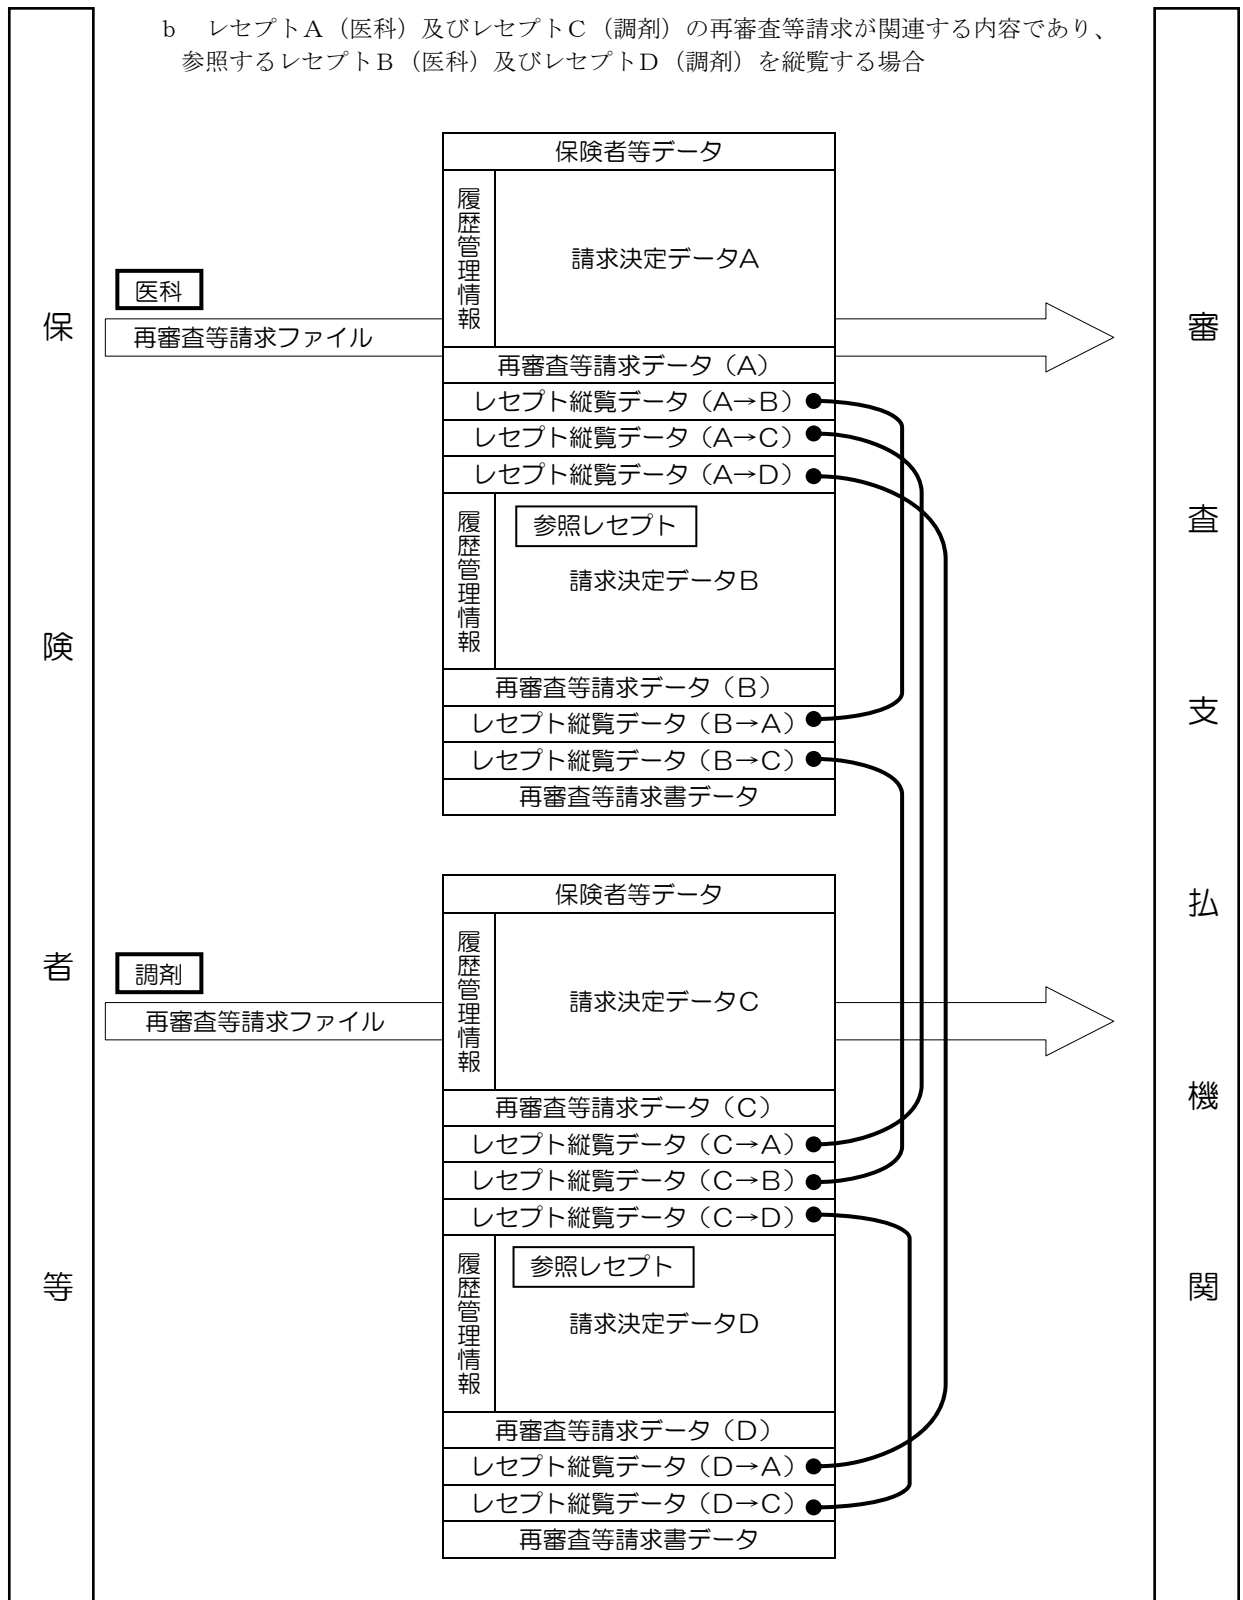 b　レセプトＡ（医科）及びレセプトＣ（調剤）の再審査等請求が関連する内容であり、
参照するレセプトＢ（医科）及びレセプトＤ（調剤）を縦覧する場合
保険者等
医科
再審査等請求ファイル
保険者等データ
履歴管理情報
請求決定データA
再審査等請求データ（A）
レセプト縦覧データ（A→B）
レセプト縦覧データ（A→C）
レセプト縦覧データ（A→D）
履歴管理情報
参照レセプト
請求決定データB
再審査等請求データ（B）
レセプト縦覧データ（B→A）
レセプト縦覧データ（B→C）
再審査等請求書データ
調剤
再審査等請求ファイル
保険者等データ
履歴管理情報
請求決定データC
再審査等請求データ（C）
レセプト縦覧データ（C→A）
レセプト縦覧データ（C→B）
レセプト縦覧データ（C→D）
履歴管理情報
参照レセプト
請求決定データD
再審査等請求データ（D）
レセプト縦覧データ（D→A）
レセプト縦覧データ（D→C）
再審査等請求書データ
審査支払機関